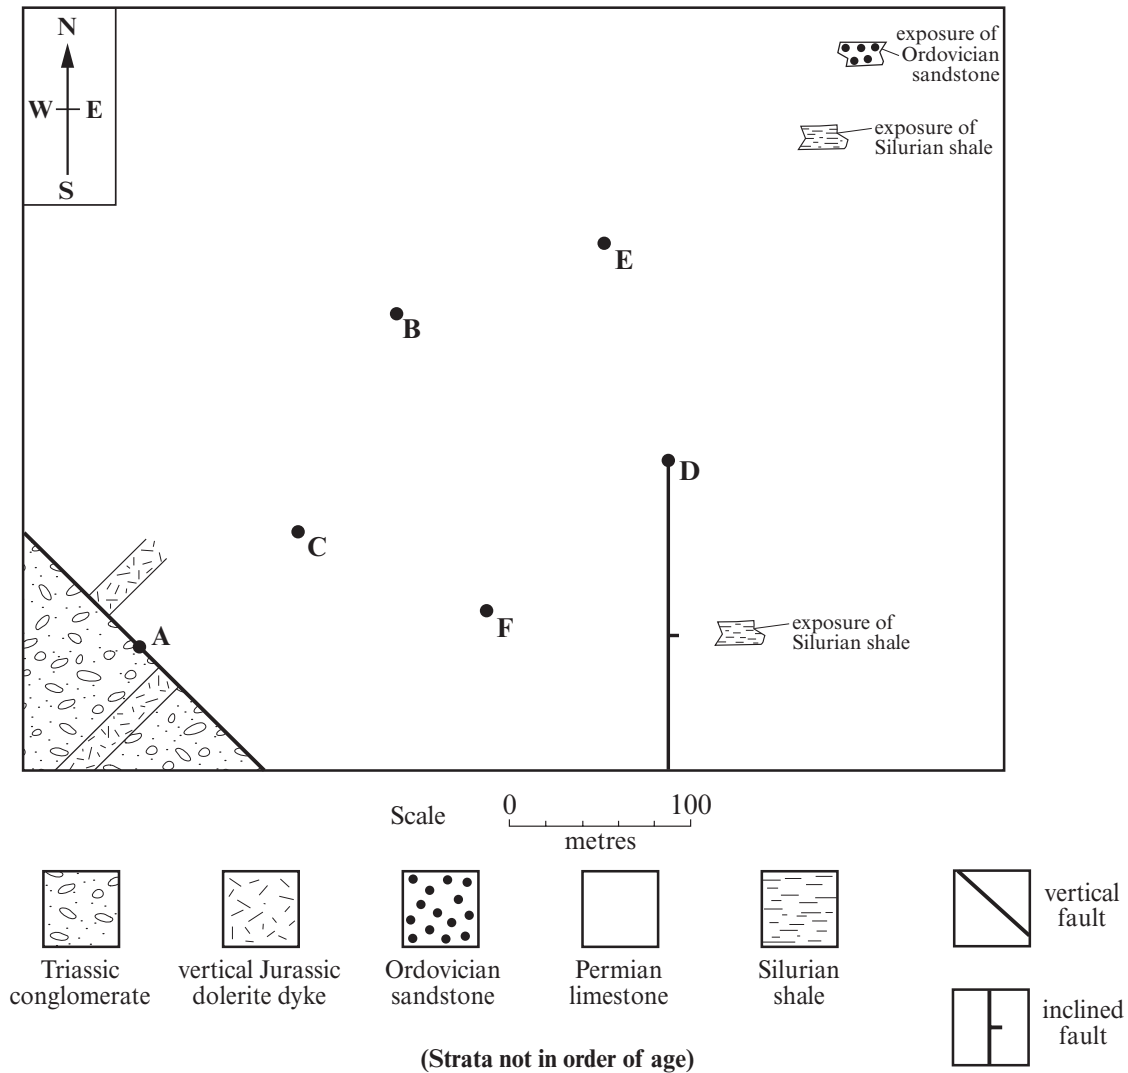 N
W E
S
exposure of
Ordovician
sandstone
exposure of
Silurian shale
E
B
D
C
A
F
exposure of
Silurian shale
Scale
0 100
metres
Triassic
conglomerate
vertical Jurassic
dolerite dyke
Ordovician
sandstone
Permian
limestone
Silurian
shale
vertical
fault
inclined
fault
(Strata not in order of age)